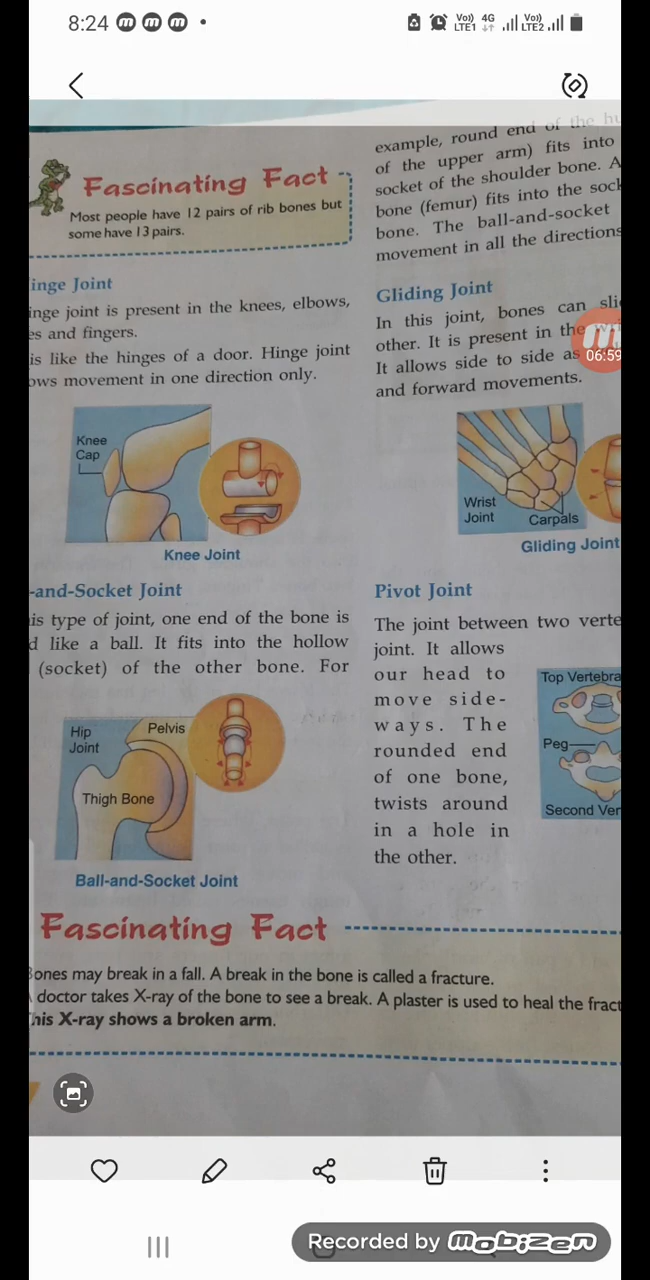 8:24
Vo)) 4G Vo))
LTE1 LTE2
Fascinating Fact
Most people have 12 pairs of rib bones but
some have 13 pairs.
inge Joint
inge joint is present in the knees, elbows,
es and fingers.
is like the hinges of a door. Hinge joint
ows movement in one direction only.
Knee
Cap
Knee Joint
-and-Socket Joint
is type of joint, one end of the bone is
d like a ball. It fits into the hollow
(socket) of the other bone. For
Hip
Joint
Pelvis
Thigh Bone
Ball-and-Socket Joint
example, round end of the hu
of the upper arm) fits into
socket of the shoulder bone. A
bone (femur) fits into the sock
bone. The ball-and-socket
movement in all the directions
Gliding Joint
In this joint, bones can sli
other. It is present in the
It allows side to side as
and forward movements.
06:59
Wrist
Joint
Carpals
Gliding Joint
Pivot Joint
The joint between two verte
joint. It allows
our head to
move side-
ways. The
rounded end
of one bone,
twists around
in a hole in
the other.
Top Vertebra
Peg
Second Ver
Fascinating Fact
Bones may break in a fall. A break in the bone is called a fracture.
A doctor takes X-ray of the bone to see a break. A plaster is used to heal the fract
This X-ray shows a broken arm.
Recorded by mobizen